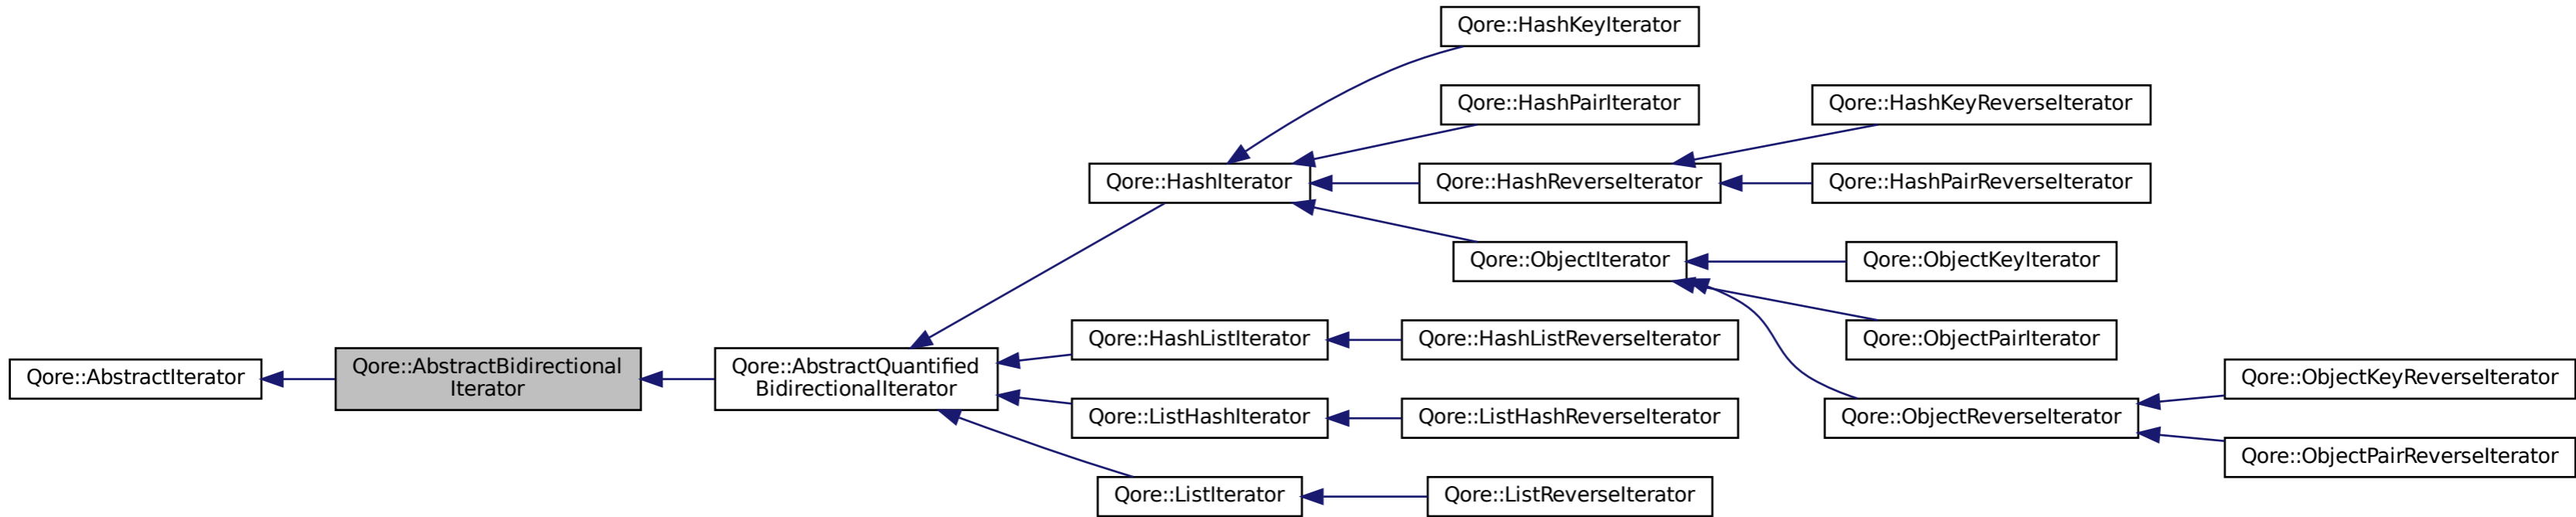 Qore::HashKeyIterator
Qore::HashPairIterator
Qore::HashKeyReverseIterator
Qore::HashIterator
Qore::HashReverseIterator
Qore::HashPairReverseIterator
Qore::ObjectIterator
Qore::ObjectKeyIterator
Qore::HashListIterator
Qore::HashListReverseIterator
Qore::ObjectPairIterator
Qore::AbstractIterator
Qore::AbstractBidirectional
Iterator
Qore::AbstractQuantified
BidirectionalIterator
Qore::ObjectKeyReverseIterator
Qore::ListHashIterator
Qore::ListHashReverseIterator
Qore::ObjectReverseIterator
Qore::ObjectPairReverseIterator
Qore::ListIterator
Qore::ListReverseIterator